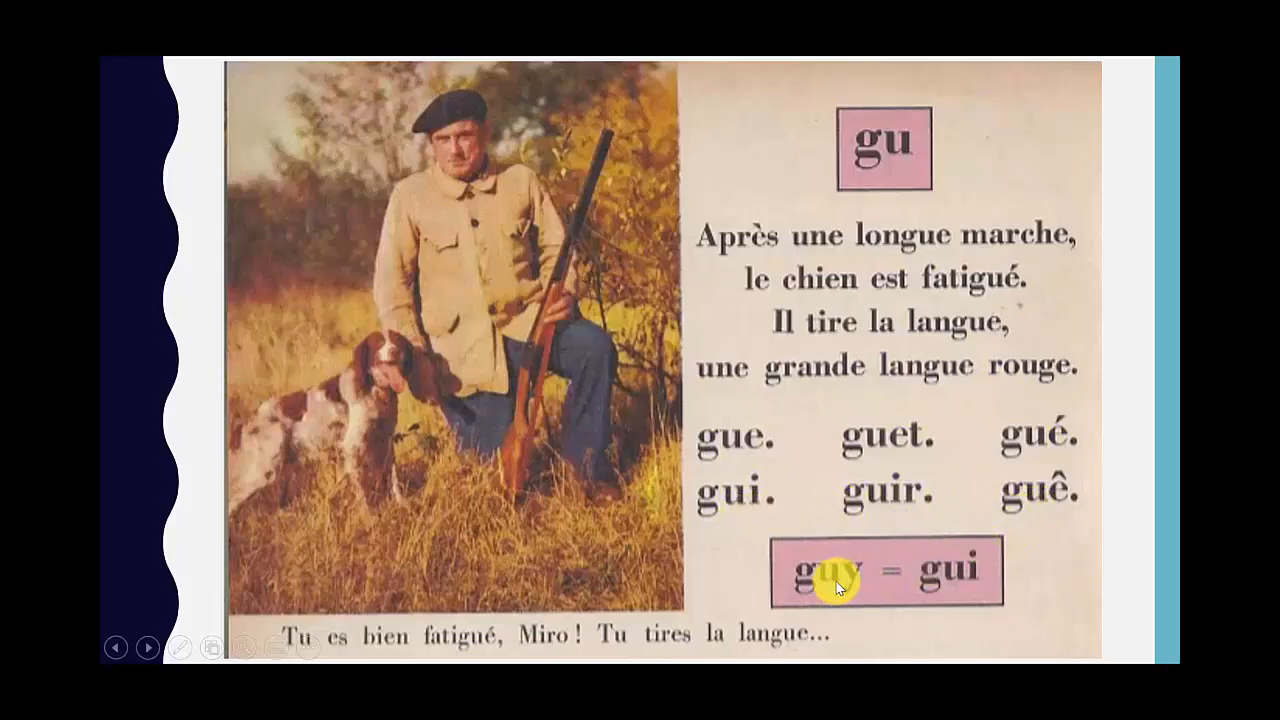 gu
Après une longue marche,
le chien est fatigué.
Il tire la langue,
une grande langue rouge.
gue. guet. gué.
gui. guir. guê.
guy = gui
Tu es bien fatigué, Miro ! Tu tires la langue...